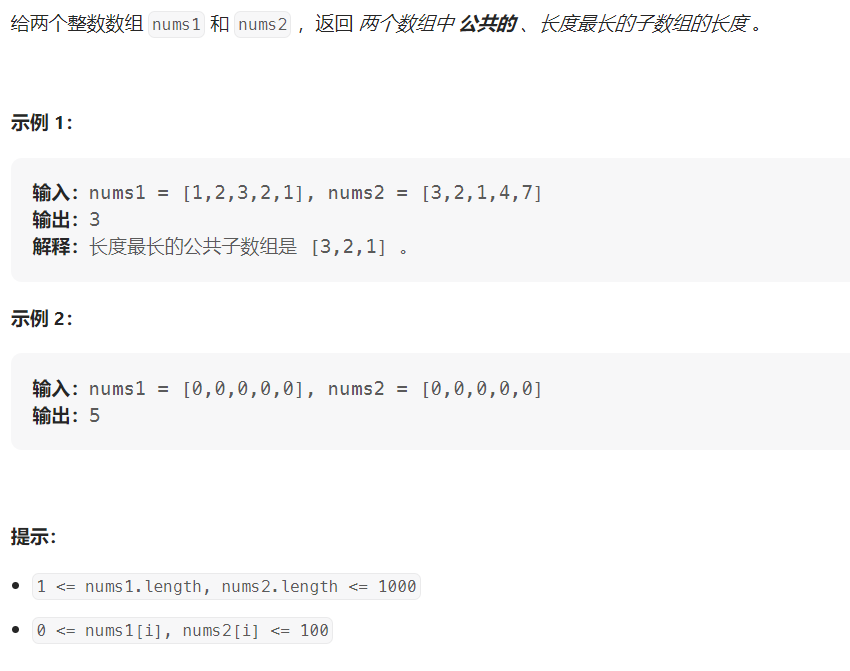 给两个整数数组 nums1 和 nums2 ，返回 两个数组中 公共的 、长度最长的子数组的长度 。
示例 1：
输入：nums1 = [1,2,3,2,1], nums2 = [3,2,1,4,7]
输出：3
解释：长度最长的公共子数组是 [3,2,1] 。
示例 2：
输入：nums1 = [0,0,0,0,0], nums2 = [0,0,0,0,0]
输出：5
提示：
• 1 <= nums1.length, nums2.length <= 1000
• 0 <= nums1[i], nums2[i] <= 100